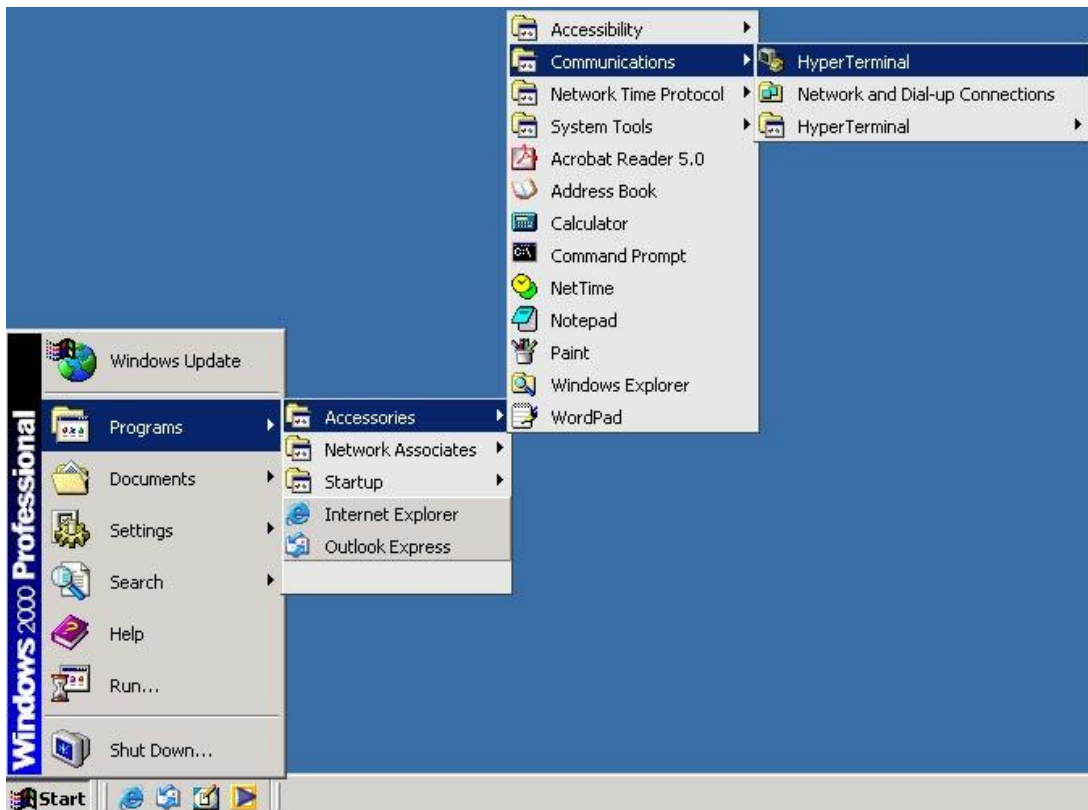 Accessibility
Communications
Network Time Protocol
System Tools
Acrobat Reader 5.0
Address Book
Calculator
Command Prompt
NetTime
Notepad
Paint
Windows Explorer
WordPad
HyperTerminal
Network and Dial-up Connections
HyperTerminal
Windows Update
Programs
Documents
Settings
Search
Help
Run...
Shut Down...
Accessories
Network Associates
Startup
Internet Explorer
Outlook Express
Windows 2000 Professional
Start